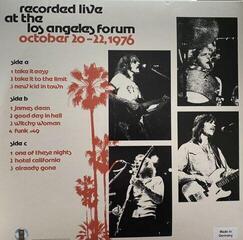 recorded live
at the
los angeles forum
october 20-22, 1976
side a
1 take it easy
2 take it to the limit
3 new kid in town
side b
1 james dean
2 good day in hell
3 witchy woman
4 funk #49
side c
1 one of these nights
2 hotel california
3 already gone
Made in
Germany